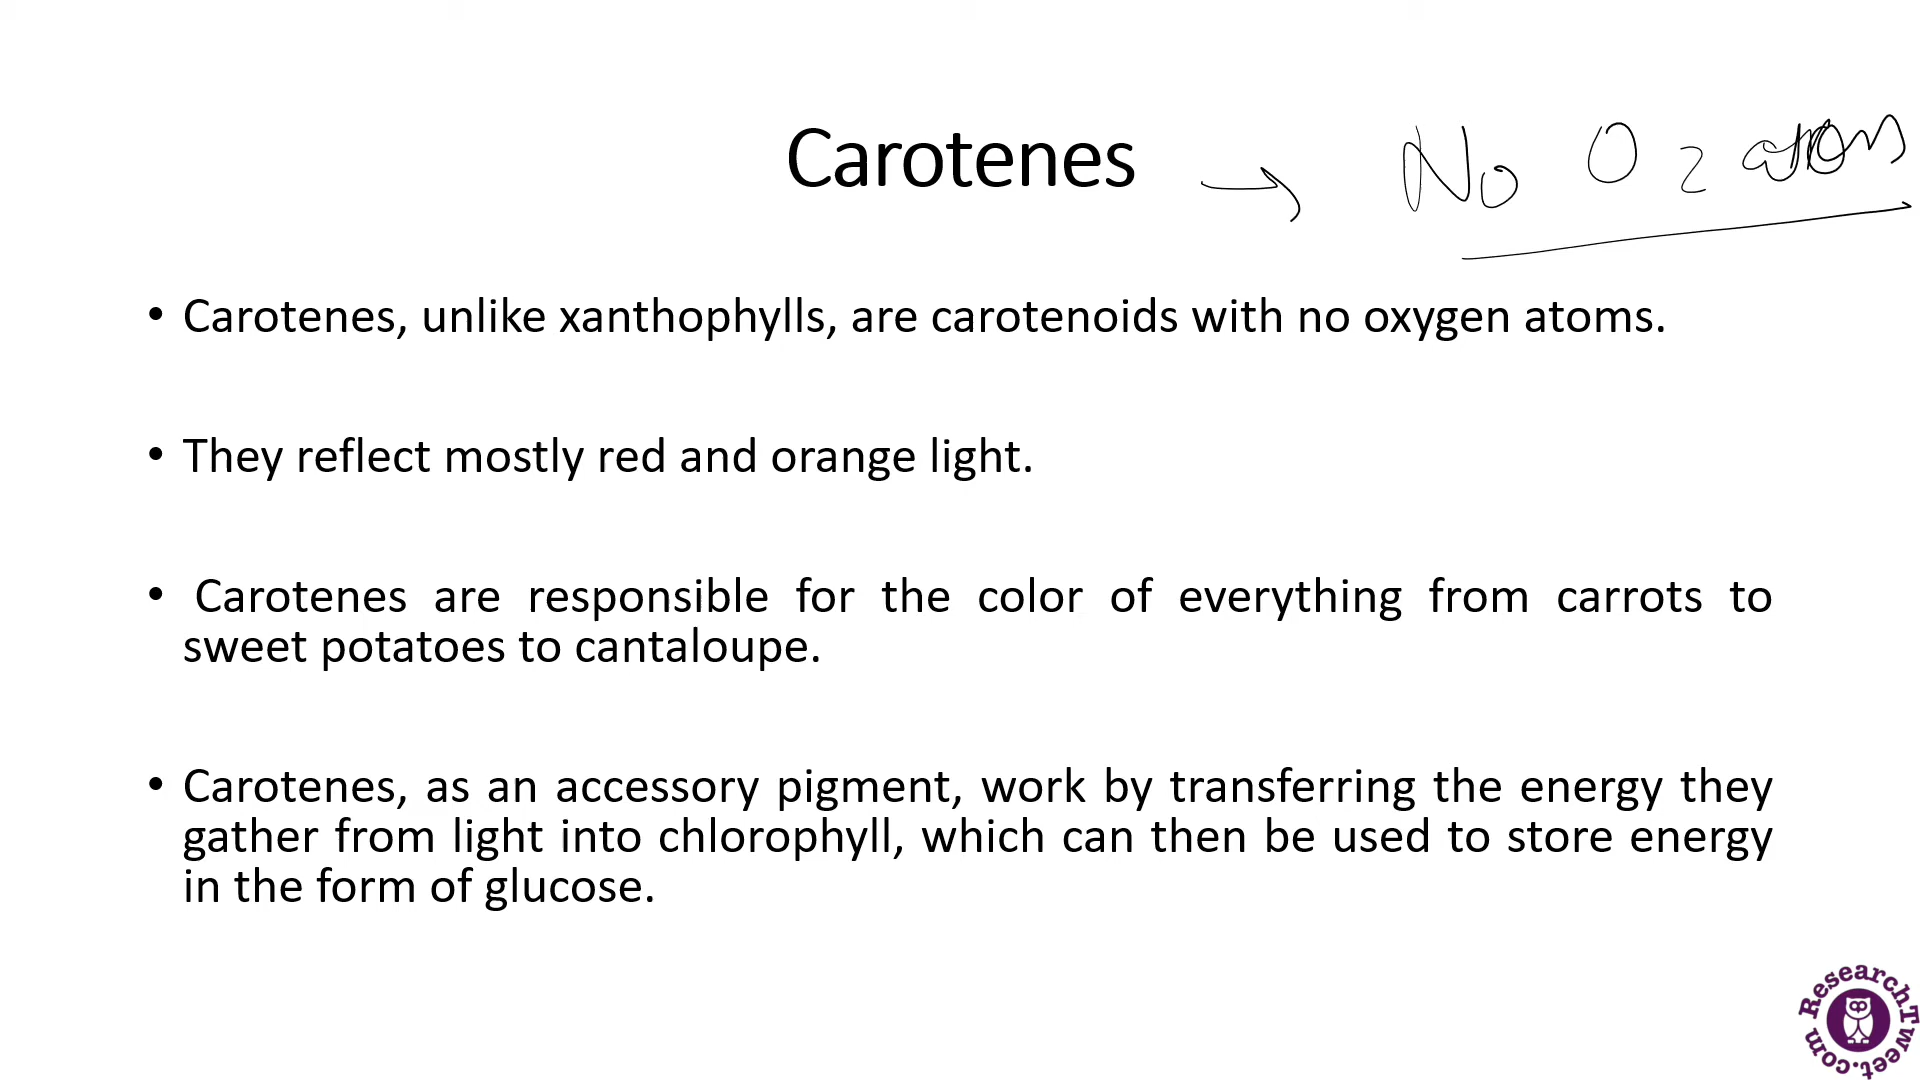 Carotenes → No O2 atoms
• Carotenes, unlike xanthophylls, are carotenoids with no oxygen atoms.
• They reflect mostly red and orange light.
• Carotenes are responsible for the color of everything from carrots to
sweet potatoes to cantaloupe.
• Carotenes, as an accessory pigment, work by transferring the energy they
gather from light into chlorophyll, which can then be used to store energy
in the form of glucose.
ResearchTweet.com